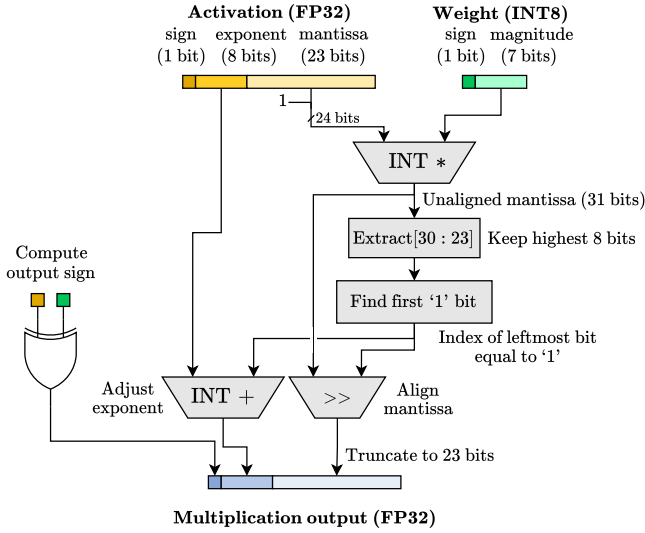 Activation (FP32)
Weight (INT8)
sign exponent mantissa
(1 bit) (8 bits) (23 bits)
sign magnitude
(1 bit) (7 bits)
1
24 bits
INT *
Unaligned mantissa (31 bits)
Extract[30 : 23]
Keep highest 8 bits
Compute
output sign
Find first ‘1’ bit
Index of leftmost bit
equal to ‘1’
Adjust
exponent
INT +
>>
Align
mantissa
Truncate to 23 bits
Multiplication output (FP32)